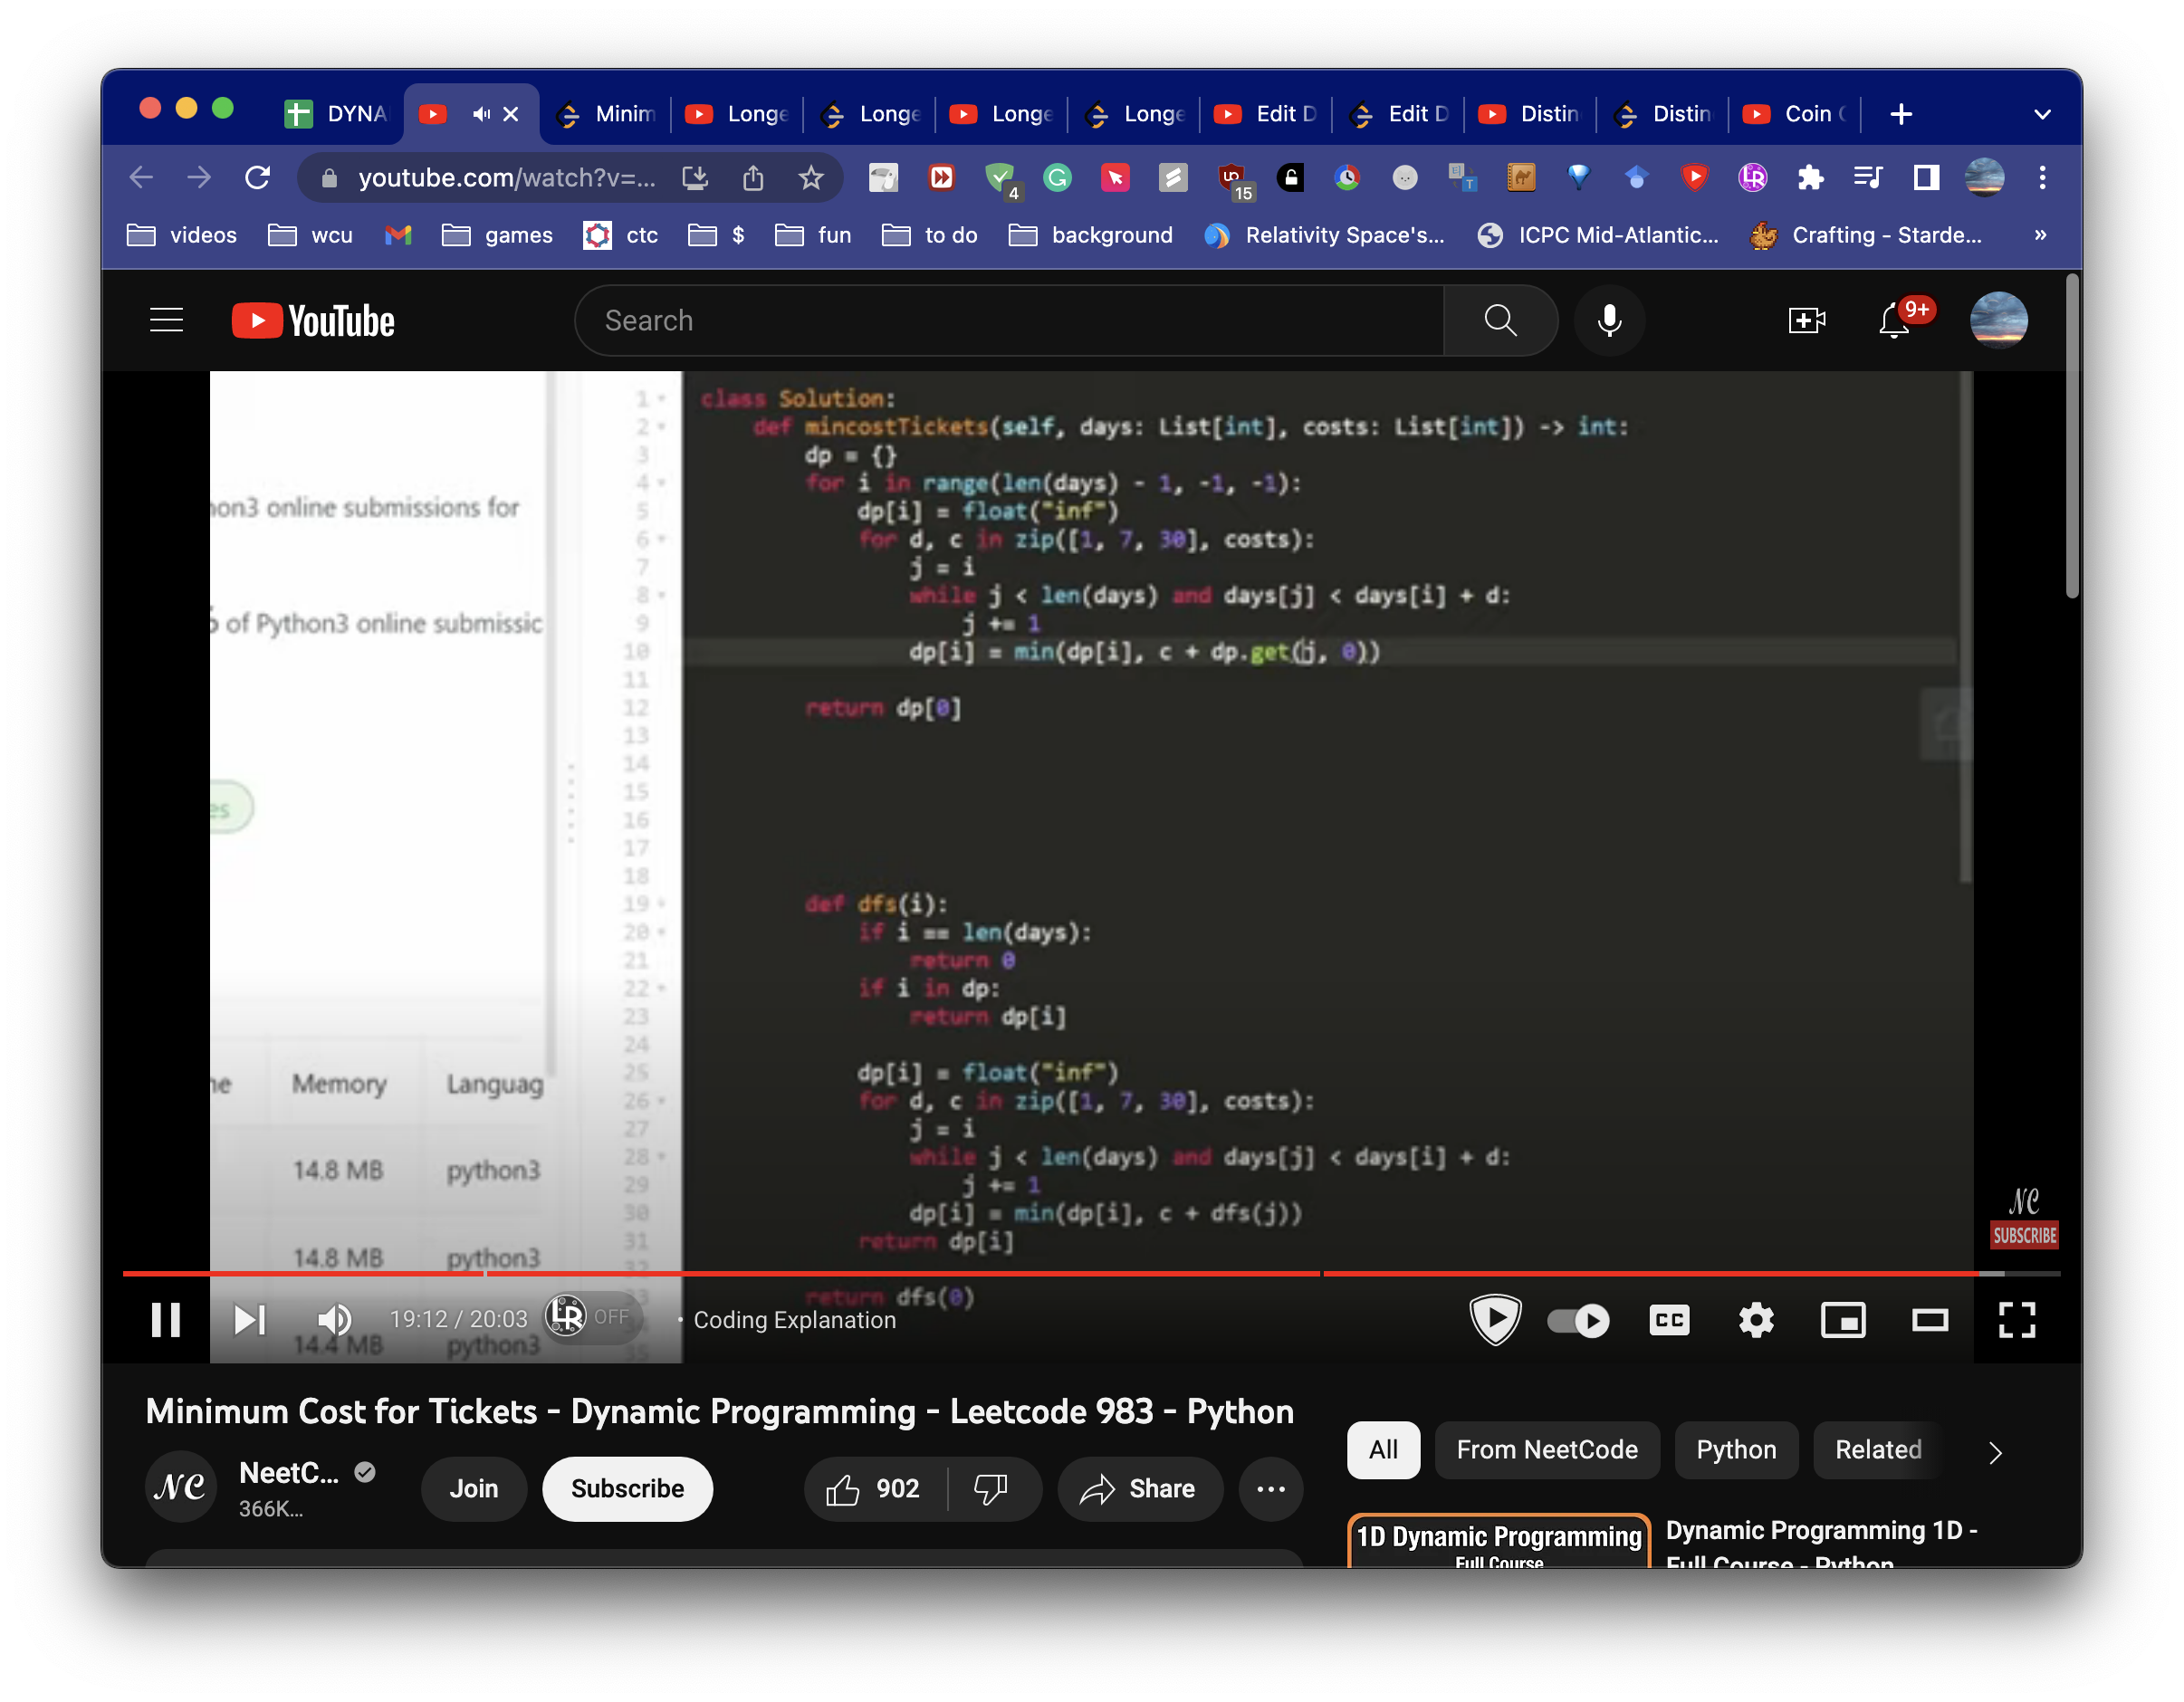 DYNA
Minim
Longe
Longe
Longe
Longe
Edit D
Edit D
Distin
Distin
Coin
youtube.com/watch?v=...
4
15
videos
wcu
games
ctc
$
fun
to do
background
Relativity Space's...
ICPC Mid-Atlantic...
Crafting - Starde...
»
YouTube
Search
9+
hon3 online submissions for
of Python3 online submissic
es
ne Memory Languag
14.8 MB python3
14.8 MB python3
14.4 MB python3
1 class Solution:
2 def mincostTickets(self, days: List[int], costs: List[int]) -> int:
3 dp = {}
4 for i in range(len(days) - 1, -1, -1):
5 dp[i] = float("inf")
6 for d, c in zip([1, 7, 30], costs):
7 j = i
8 while j < len(days) and days[j] < days[i] + d:
9 j += 1
10 dp[i] = min(dp[i], c + dp.get(j, 0))
11
12 return dp[0]
13
14
15
16
17
18
19 def dfs(i):
20 if i == len(days):
21 return 0
22 if i in dp:
23 return dp[i]
24
25 dp[i] = float("inf")
26 for d, c in zip([1, 7, 30], costs):
27 j = i
28 while j < len(days) and days[j] < days[i] + d:
29 j += 1
30 dp[i] = min(dp[i], c + dfs(j))
31 return dp[i]
32
33 return dfs(0)
NC
SUBSCRIBE
19:12 / 20:03
LR OFF
• Coding Explanation
CC
Minimum Cost for Tickets - Dynamic Programming - Leetcode 983 - Python
NC
NeetC...
366K...
Join
Subscribe
902
Share
All
From NeetCode
Python
Related
1D Dynamic Programming
Full Course
Dynamic Programming 1D -
Full Course - Python